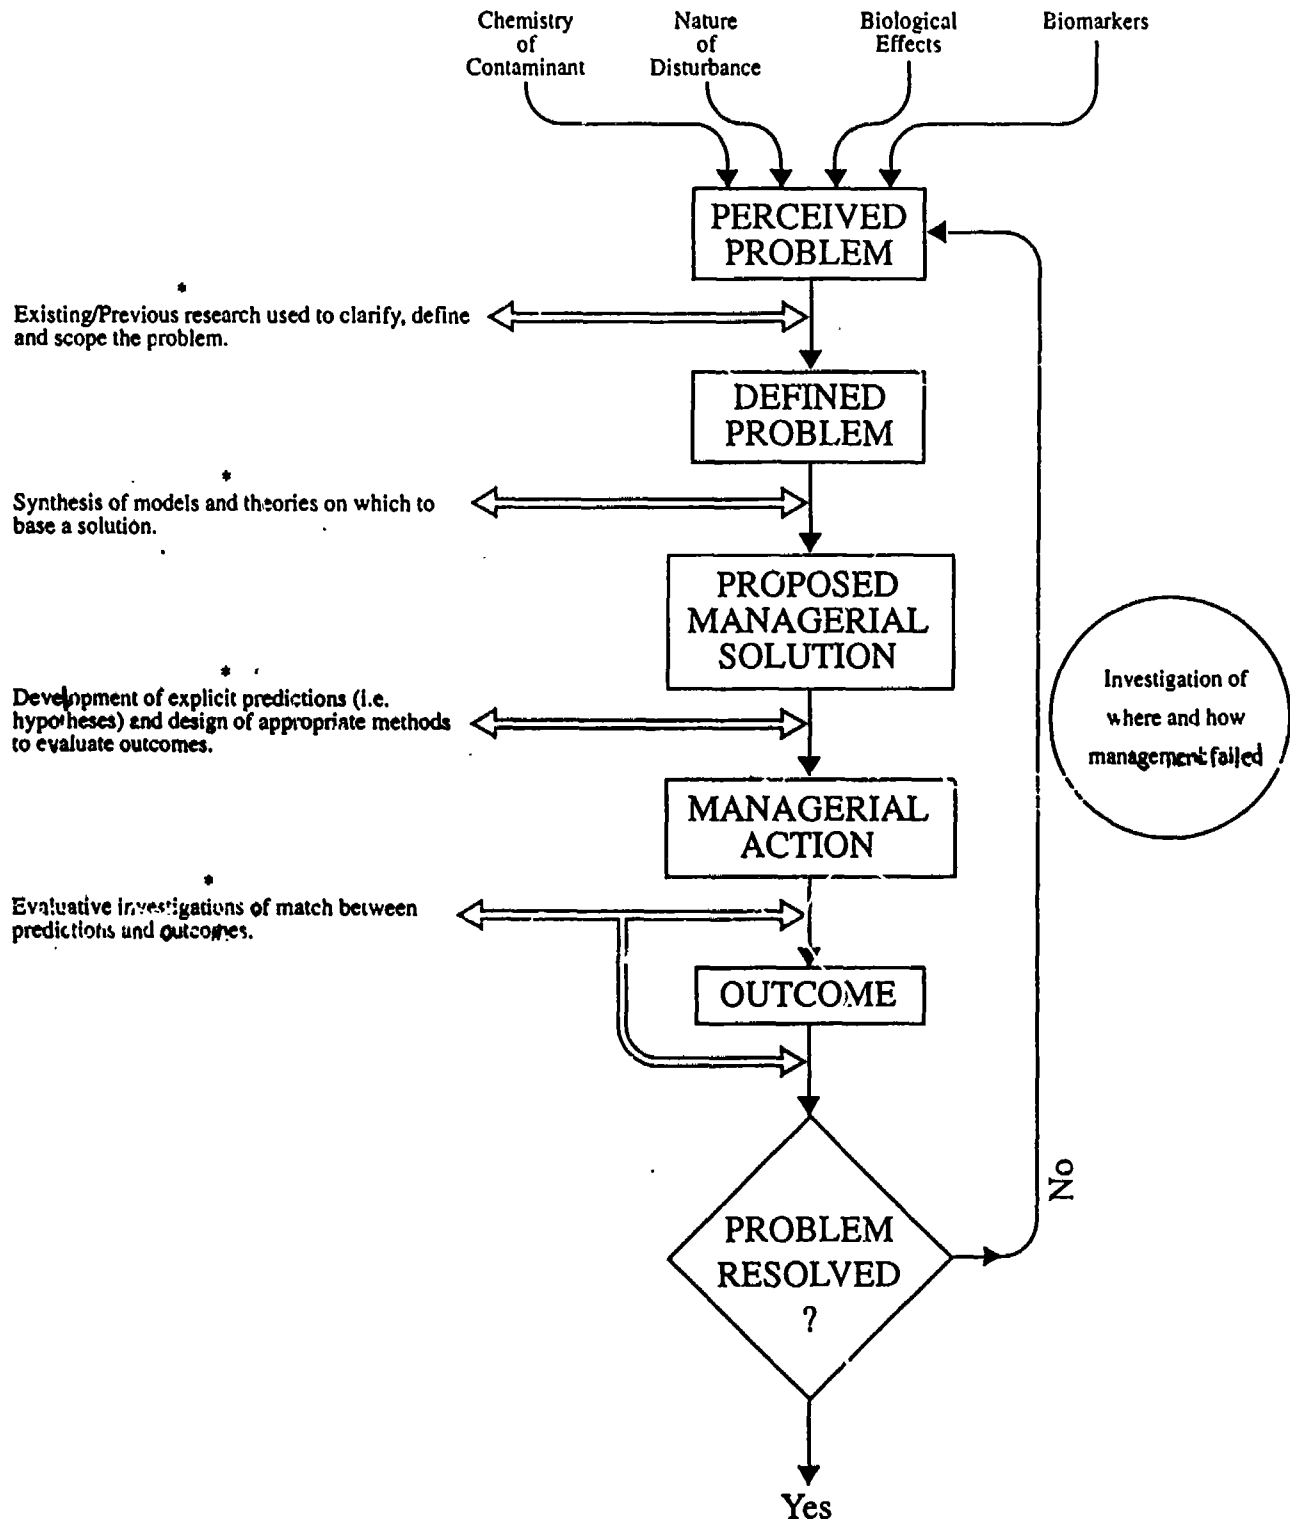 Chemistry
of
Contaminant
Nature
of
Disturbance
Biological
Effects
Biomarkers
PERCEIVED
PROBLEM
*
Existing/Previous research used to clarify, define
and scope the problem.
DEFINED
PROBLEM
*
Synthesis of models and theories on which to
base a solution.
PROPOSED
MANAGERIAL
SOLUTION
Investigation of
where and how
management failed
*
Development of explicit predictions (i.e.
hypotheses) and design of appropriate methods
to evaluate outcomes.
MANAGERIAL
ACTION
*
Evaluative investigations of match between
predictions and outcomes.
OUTCOME
No
PROBLEM
RESOLVED
?
Yes